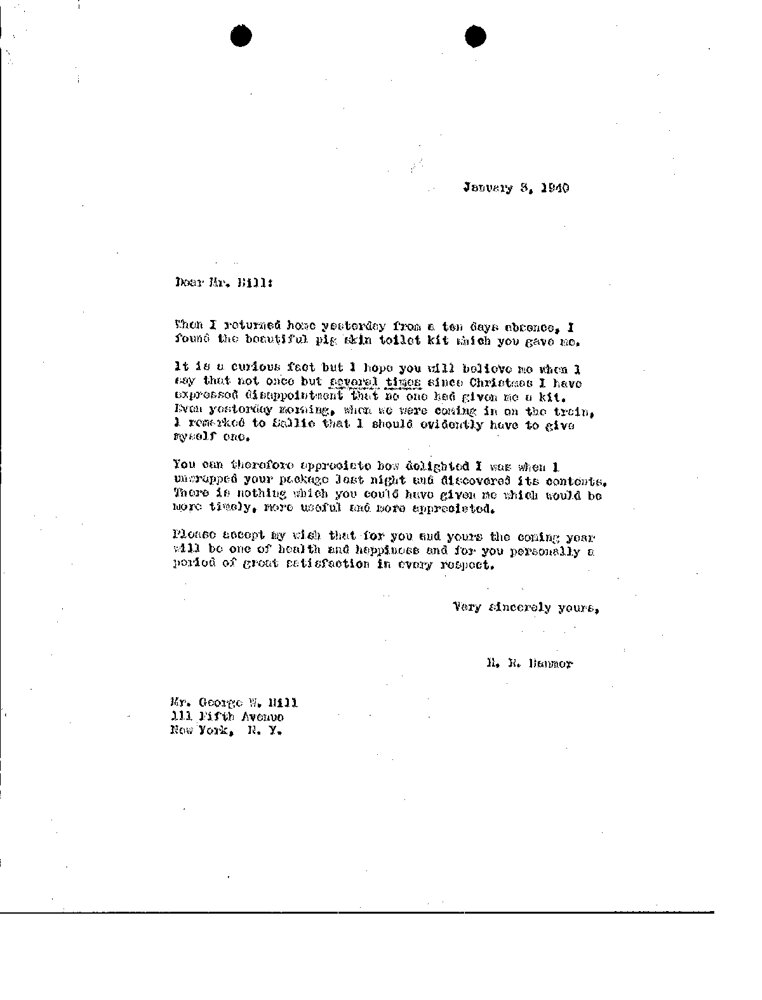 January 3, 1940
Dear Mr. Hill:
When I returned home yesterday from a ten days absence, I
found the beautiful pig skin toilet kit which you gave me.
It is a curious fact but I hope you will believe me when I
say that not once but several times since Christmas I have
expressed disappointment that no one had given me a kit.
Even yesterday morning, when we were coming in on the train,
I remarked to Sallie that I should evidently have to give
myself one.
You can therefore appreciate how delighted I was when I
unwrapped your package last night and discovered its contents.
There is nothing which you could have given me which would be
more timely, more useful and more appreciated.
Please accept my wish that for you and yours the coming year
will be one of health and happiness and for you personally a
period of great satisfaction in every respect.
Very sincerely yours,
Mr. George W. Hill
111 Fifth Avenue
New York, N. Y.